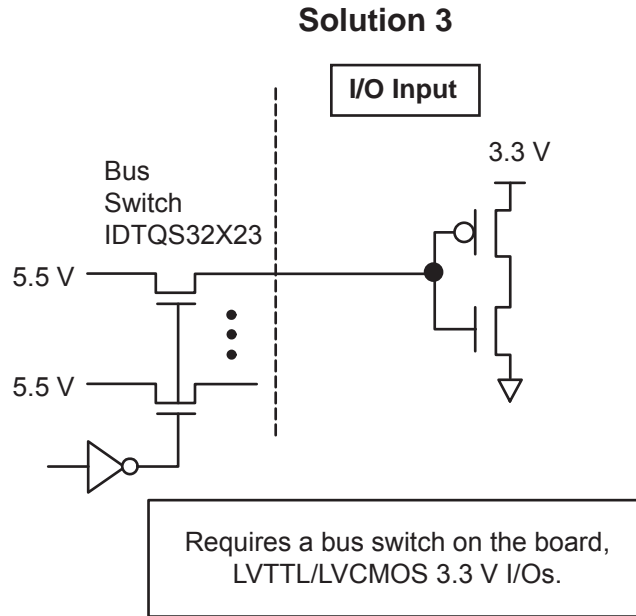 Solution 3
I/O Input
3.3 V
Bus
Switch
IDTQS32X23
5.5 V
5.5 V
Requires a bus switch on the board,
LVTTL/LVCMOS 3.3 V I/Os.